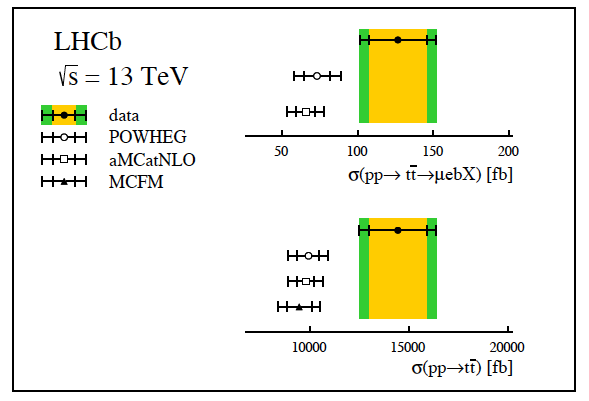 LHCb
√s = 13 TeV
data
POWHEG
aMCatNLO
MCFM
50 100 150 200
σ(pp→ tt̄→μebX) [fb]
10000 15000 20000
σ(pp→tt̄) [fb]